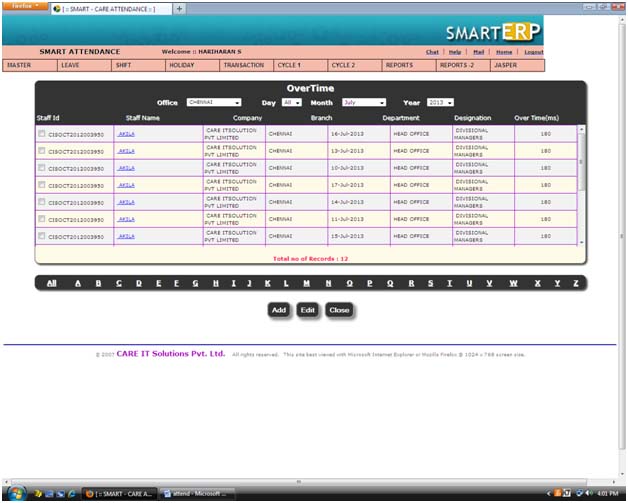 Firefox
[ :: SMART - CARE ATTENDANCE :: ]
SMARTERP
SMART ATTENDANCE Welcome :: HARIHARAN S Chat | Help | Mail | Home | Logout
MASTER LEAVE SHIFT HOLIDAY TRANSACTION CYCLE 1 CYCLE 2 REPORTS REPORTS -2 JASPER
OverTime
Office CHENNAI Day All Month July Year 2013
Staff Id Staff Name Company Branch Department Designation Over Time(ms)
CISOCT2012003950 AKILA CARE ITSOLUTION PVT LIMITED CHENNAI 16-Jul-2013 HEAD OFFICE DIVISIONAL MANAGERS 180
CISOCT2012003950 AKILA CARE ITSOLUTION PVT LIMITED CHENNAI 13-Jul-2013 HEAD OFFICE DIVISIONAL MANAGERS 180
CISOCT2012003950 AKILA CARE ITSOLUTION PVT LIMITED CHENNAI 10-Jul-2013 HEAD OFFICE DIVISIONAL MANAGERS 180
CISOCT2012003950 AKILA CARE ITSOLUTION PVT LIMITED CHENNAI 17-Jul-2013 HEAD OFFICE DIVISIONAL MANAGERS 180
CISOCT2012003950 AKILA CARE ITSOLUTION PVT LIMITED CHENNAI 14-Jul-2013 HEAD OFFICE DIVISIONAL MANAGERS 180
CISOCT2012003950 AKILA CARE ITSOLUTION PVT LIMITED CHENNAI 11-Jul-2013 HEAD OFFICE DIVISIONAL MANAGERS 180
CISOCT2012003950 AKILA CARE ITSOLUTION PVT LIMITED CHENNAI 15-Jul-2013 HEAD OFFICE DIVISIONAL MANAGERS 180
Total no of Records : 12
All A B C D E F G H I J K L M N O P Q R S T U V W X Y Z
Add Edit Close
© 2007 CARE IT Solutions Pvt. Ltd. All rights reserved. This site best viewed with Microsoft Internet Explorer or Mozilla Firefox @ 1024 x 768 screen size.
[ :: SMART - CARE A... attend - Microsoft ... 4:01 PM